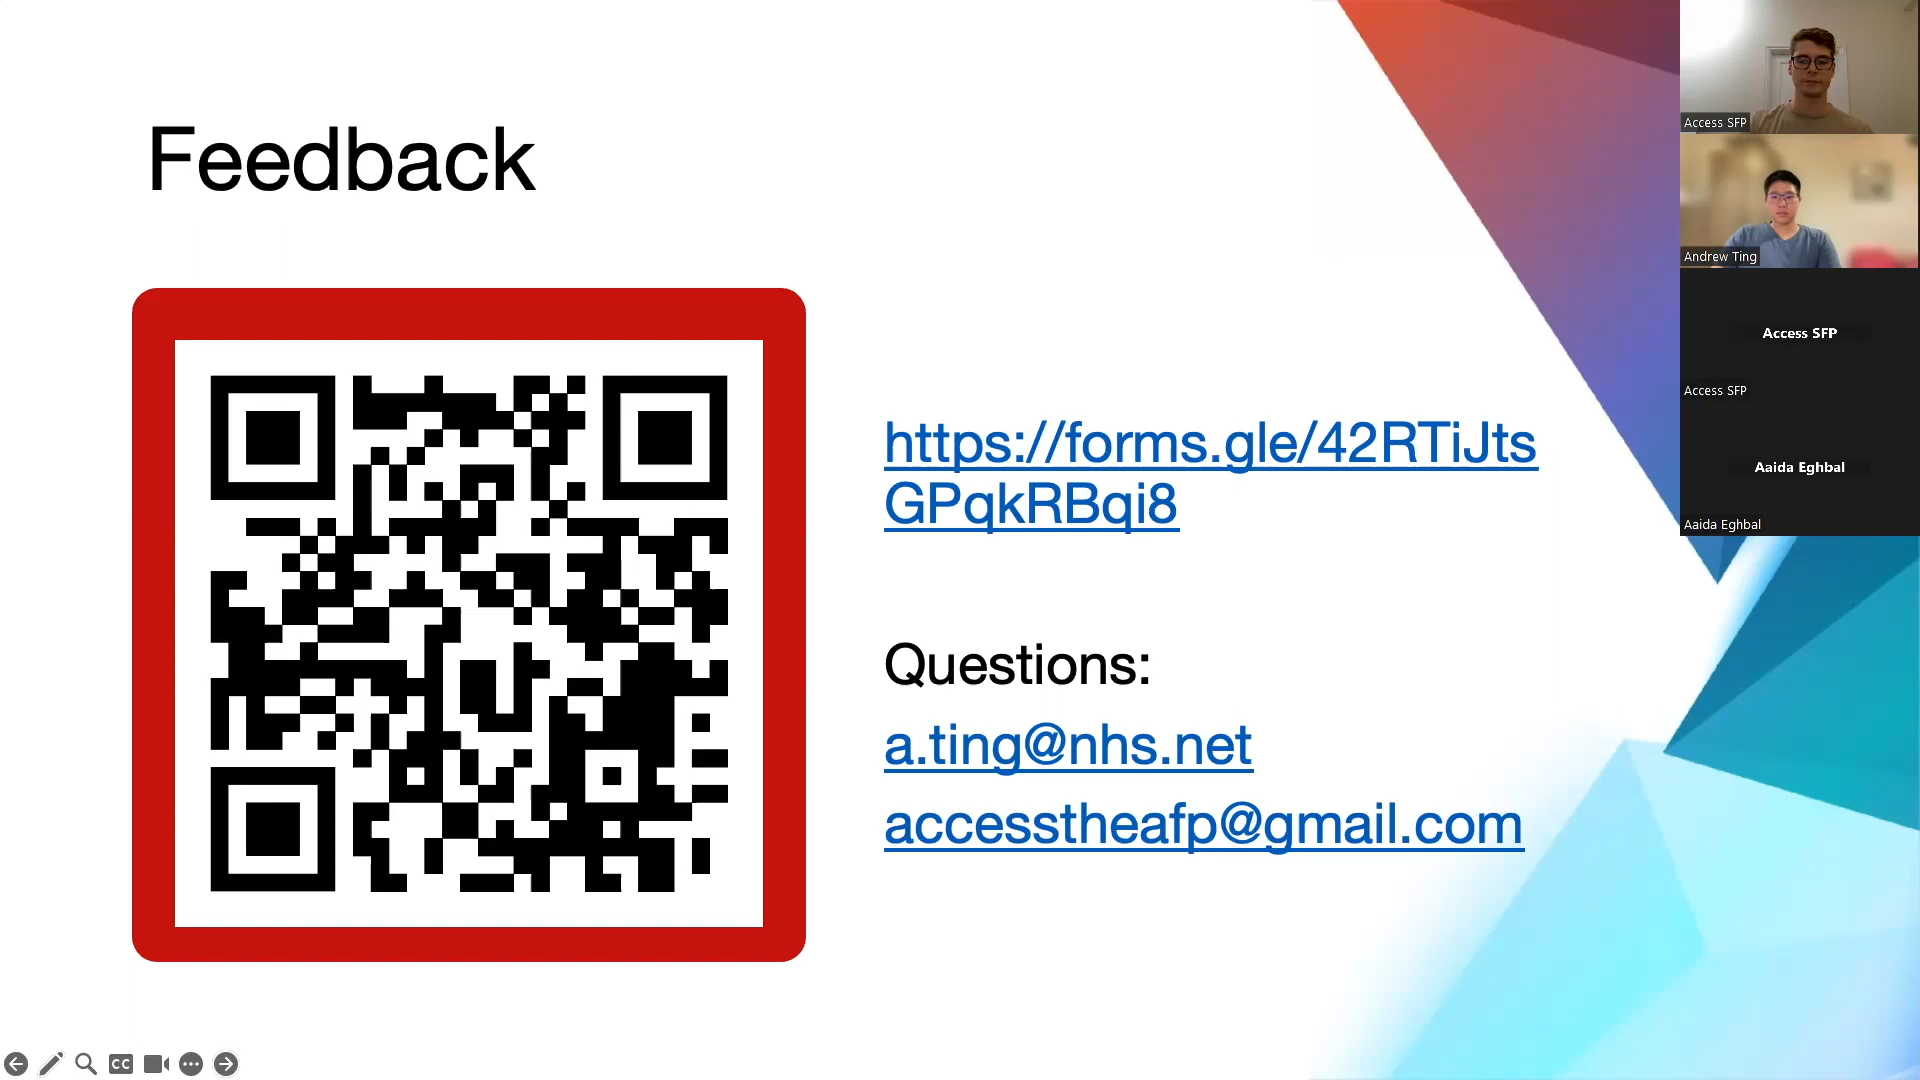 Feedback
https://forms.gle/42RTiJts
GPqkRBqi8
Questions:
a.ting@nhs.net
accesstheafp@gmail.com
Access SFP
Andrew Ting
Access SFP
Access SFP
Aaida Eghbal
Aaida Eghbal
CC